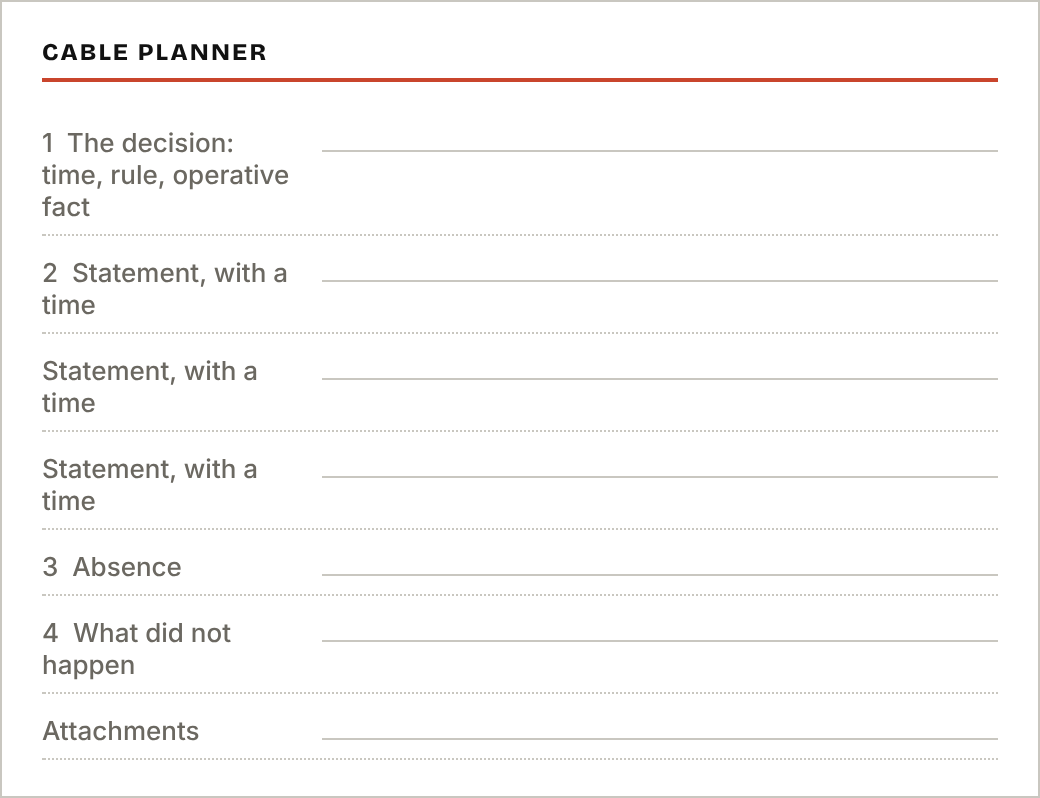 CABLE PLANNER
1 The decision:
time, rule, operative
fact
2 Statement, with a
time
Statement, with a
time
Statement, with a
time
3 Absence
4 What did not
happen
Attachments